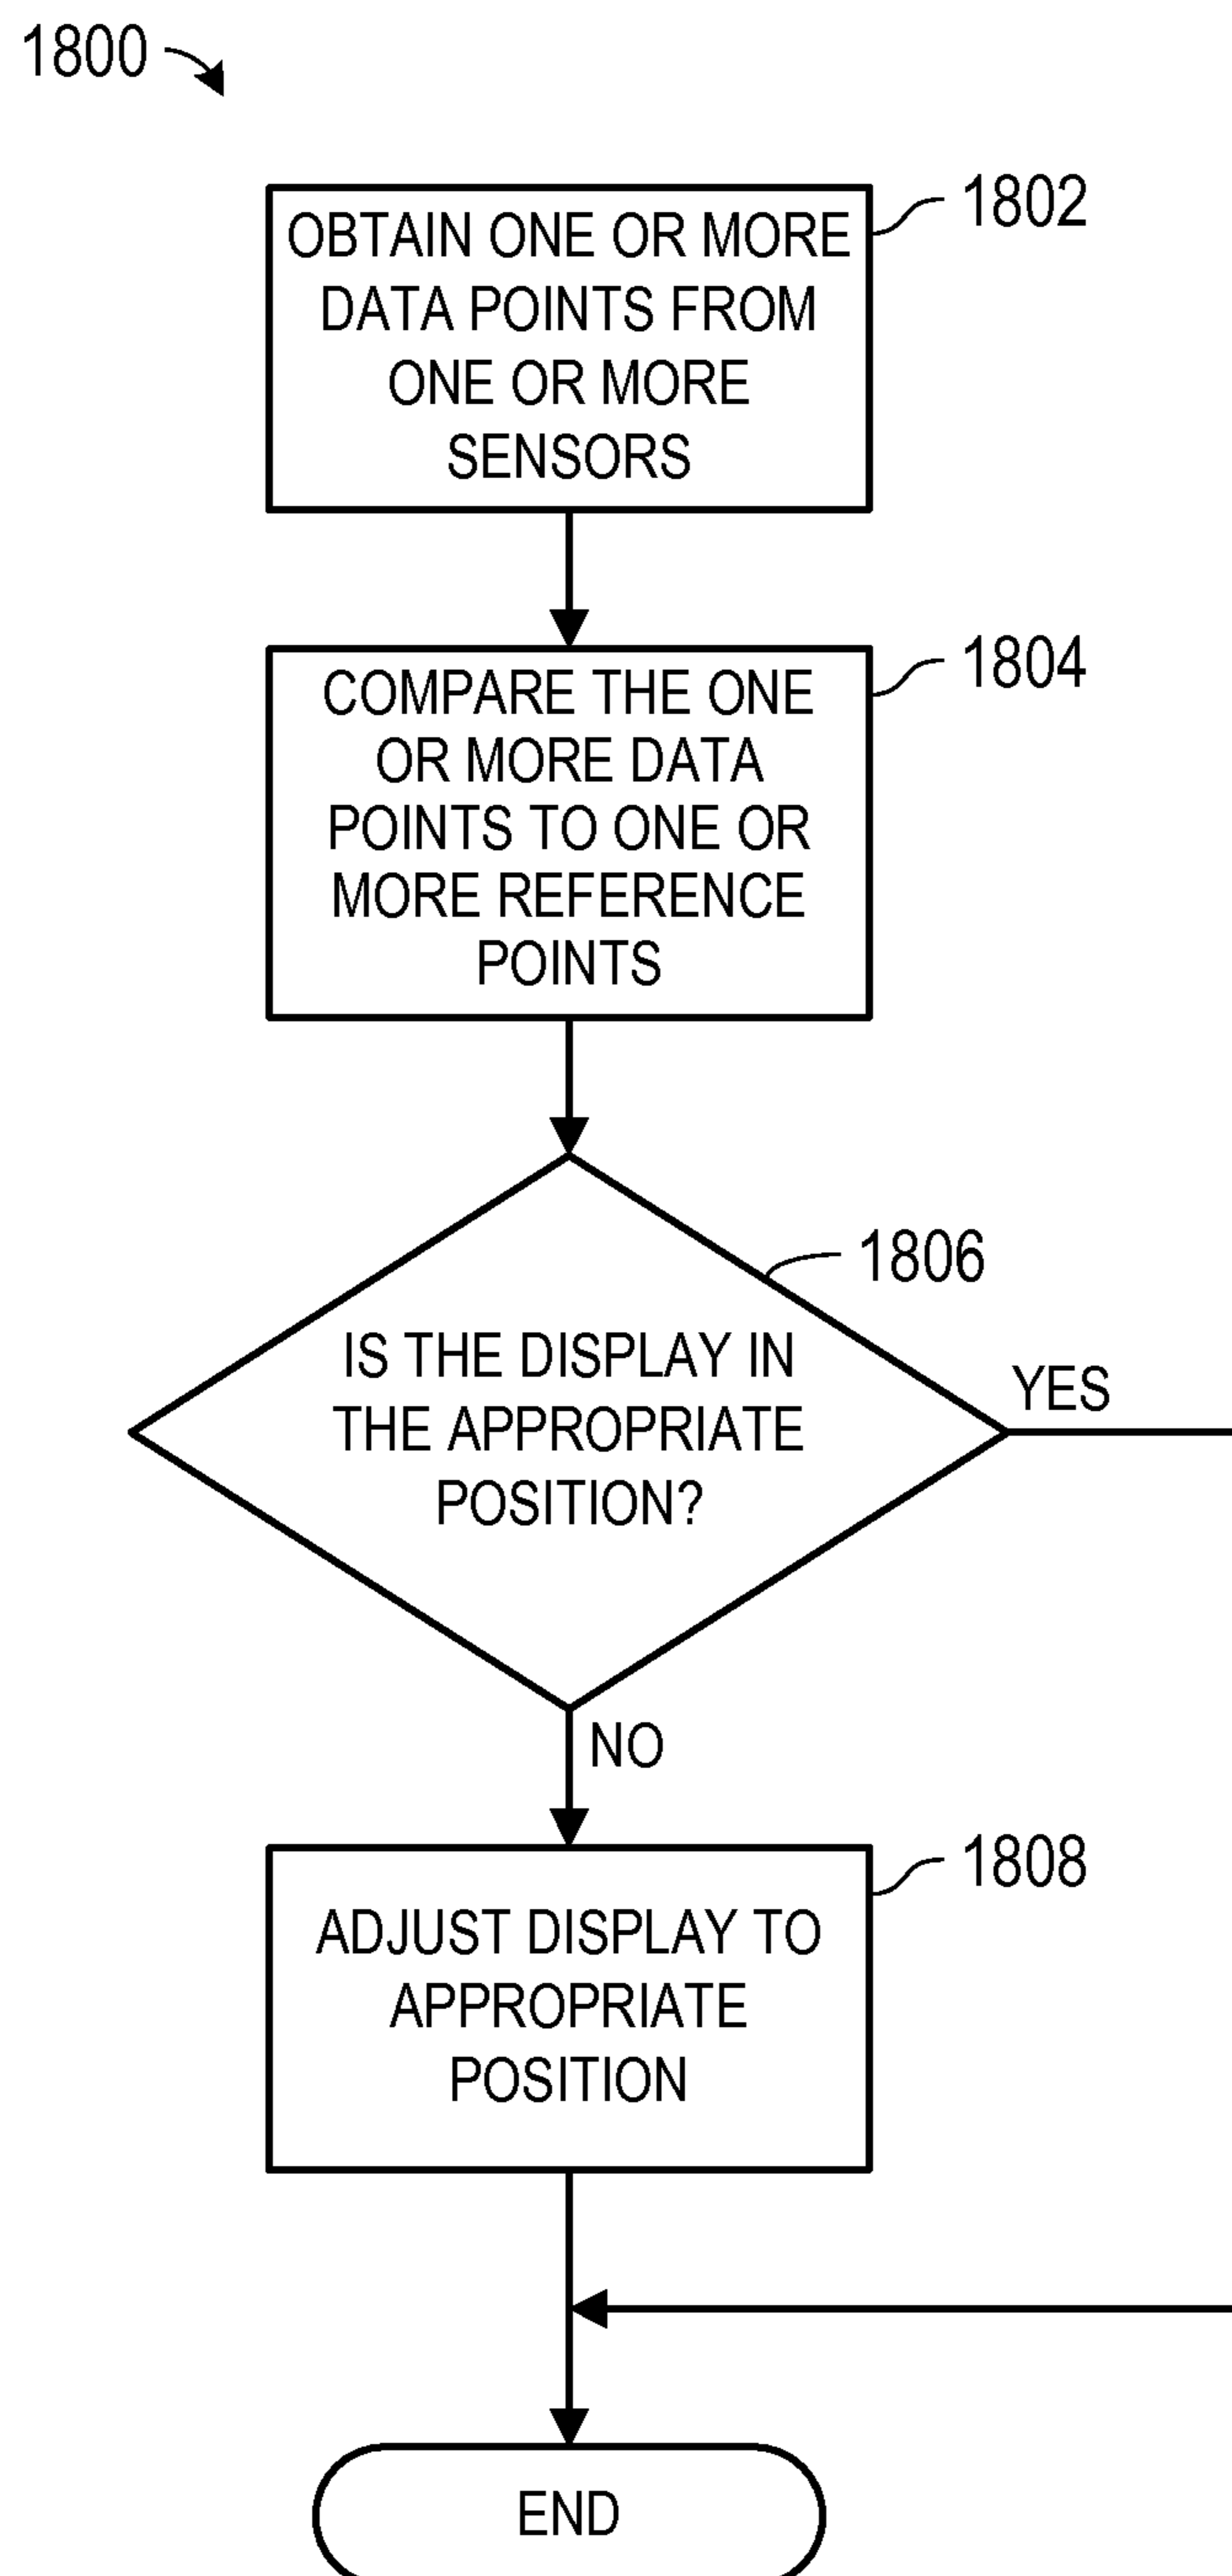 1800
1802
OBTAIN ONE OR MORE
DATA POINTS FROM
ONE OR MORE
SENSORS
1804
COMPARE THE ONE
OR MORE DATA
POINTS TO ONE OR
MORE REFERENCE
POINTS
1806
IS THE DISPLAY IN
THE APPROPRIATE
POSITION?
YES
NO
1808
ADJUST DISPLAY TO
APPROPRIATE
POSITION
END